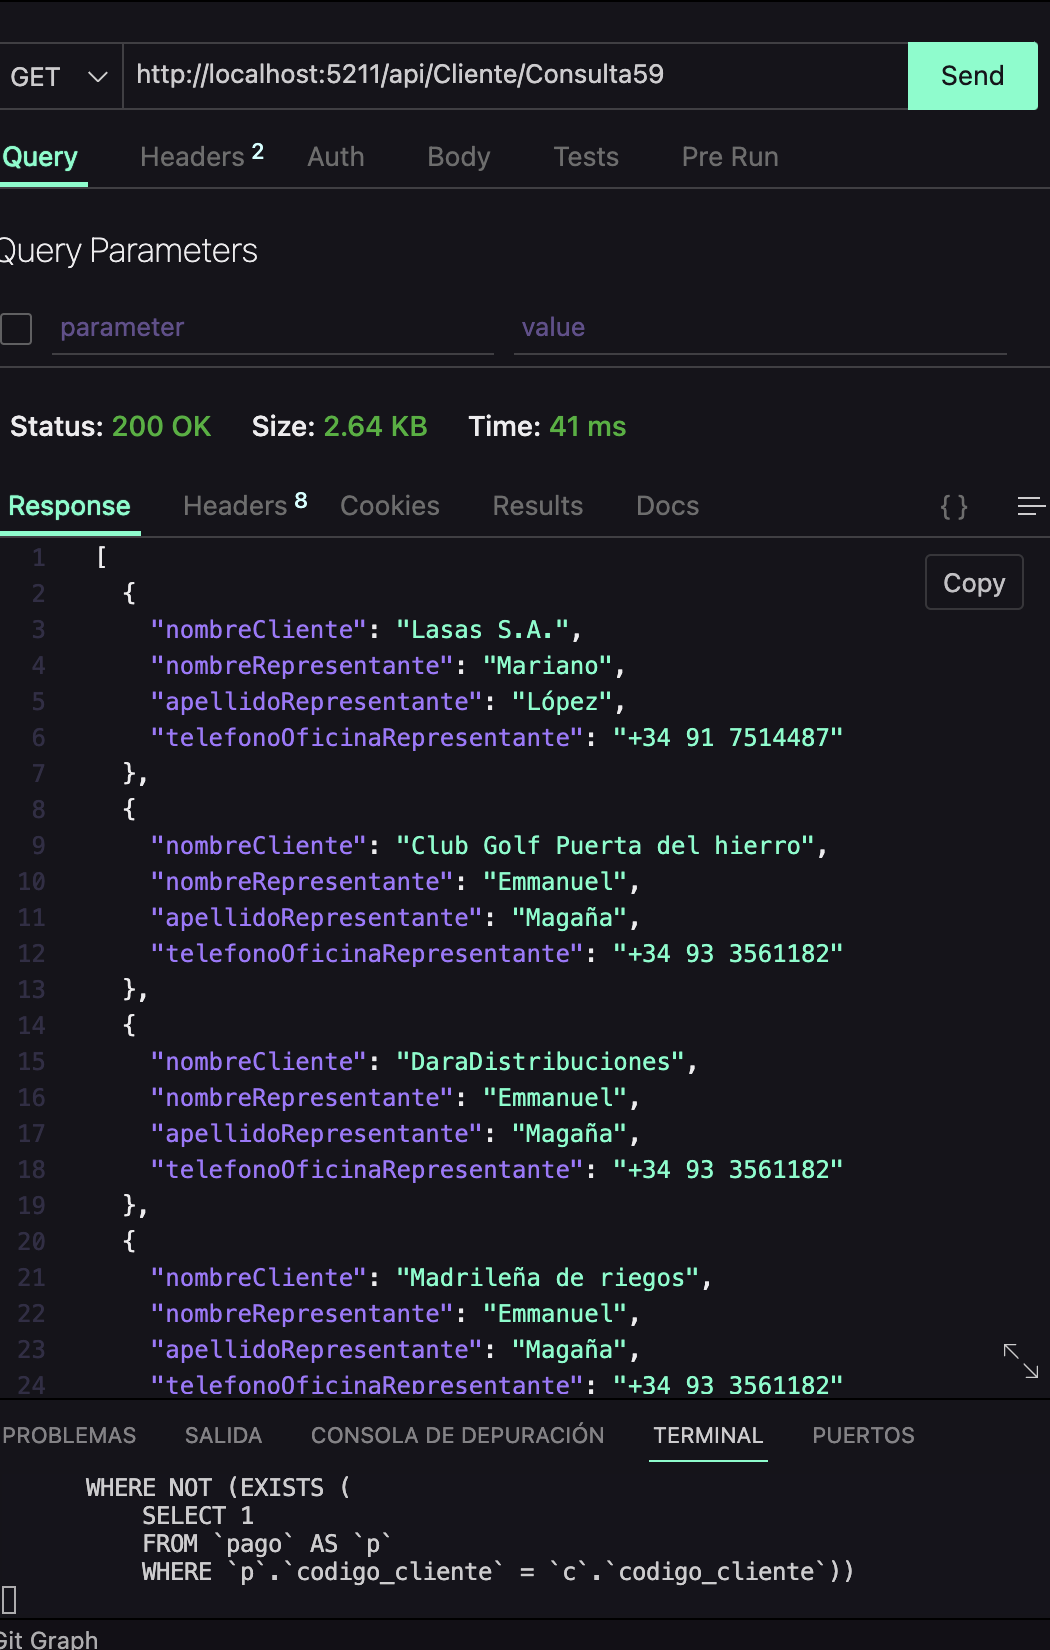 GET http://localhost:5211/api/Cliente/Consulta59 Send
Query Headers 2 Auth Body Tests Pre Run
Query Parameters
parameter value
Status: 200 OK Size: 2.64 KB Time: 41 ms
Response Headers 8 Cookies Results Docs { }
Copy
1 [
2 {
3 "nombreCliente": "Lasas S.A.",
4 "nombreRepresentante": "Mariano",
5 "apellidoRepresentante": "López",
6 "telefonoOficinaRepresentante": "+34 91 7514487"
7 },
8 {
9 "nombreCliente": "Club Golf Puerta del hierro",
10 "nombreRepresentante": "Emmanuel",
11 "apellidoRepresentante": "Magaña",
12 "telefonoOficinaRepresentante": "+34 93 3561182"
13 },
14 {
15 "nombreCliente": "DaraDistribuciones",
16 "nombreRepresentante": "Emmanuel",
17 "apellidoRepresentante": "Magaña",
18 "telefonoOficinaRepresentante": "+34 93 3561182"
19 },
20 {
21 "nombreCliente": "Madrileña de riegos",
22 "nombreRepresentante": "Emmanuel",
23 "apellidoRepresentante": "Magaña",
24 "telefonoOficinaRepresentante": "+34 93 3561182"
PROBLEMAS SALIDA CONSOLA DE DEPURACIÓN TERMINAL PUERTOS
WHERE NOT (EXISTS (
SELECT 1
FROM `pago` AS `p`
WHERE `p`.`codigo_cliente` = `c`.`codigo_cliente`))
Git Graph